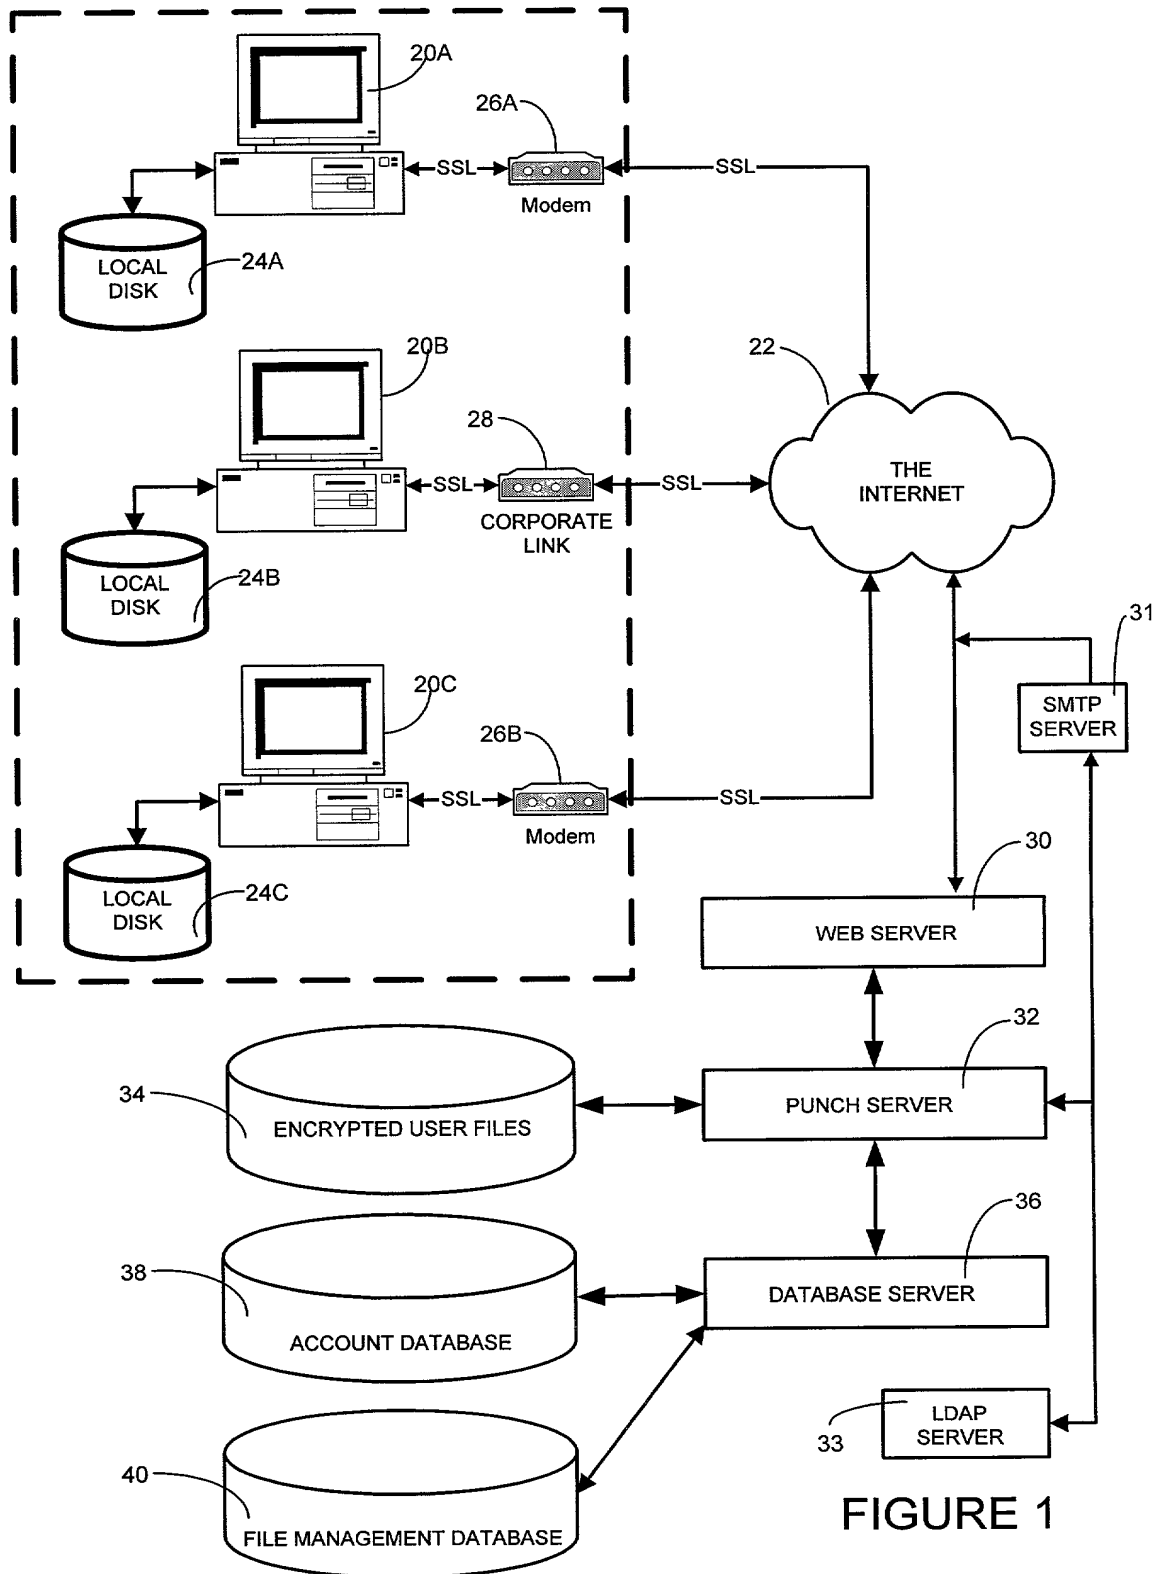 20A
26A
SSL
SSL
Modem
LOCAL
DISK
24A
20B
22
28
THE
INTERNET
SSL
SSL
CORPORATE
LINK
LOCAL
DISK
24B
31
20C
SMTP
SERVER
26B
SSL
SSL
Modem
30
LOCAL
DISK
24C
WEB SERVER
32
34
PUNCH SERVER
ENCRYPTED USER FILES
36
38
DATABASE SERVER
ACCOUNT DATABASE
LDAP
SERVER
33
40
FILE MANAGEMENT DATABASE
FIGURE 1